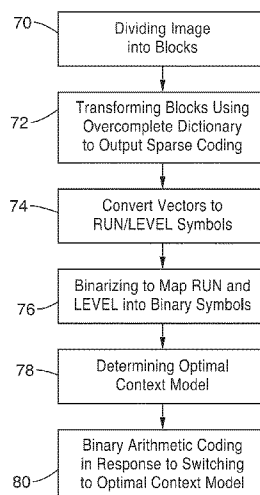 70
Dividing Image
into Blocks
72
Transforming Blocks Using
Overcomplete Dictionary
to Output Sparse Coding
74
Convert Vectors to
RUN/LEVEL Symbols
76
Binarizing to Map RUN and
LEVEL into Binary Symbols
78
Determining Optimal
Context Model
80
Binary Arithmetic Coding
in Response to Switching
to Optimal Context Model